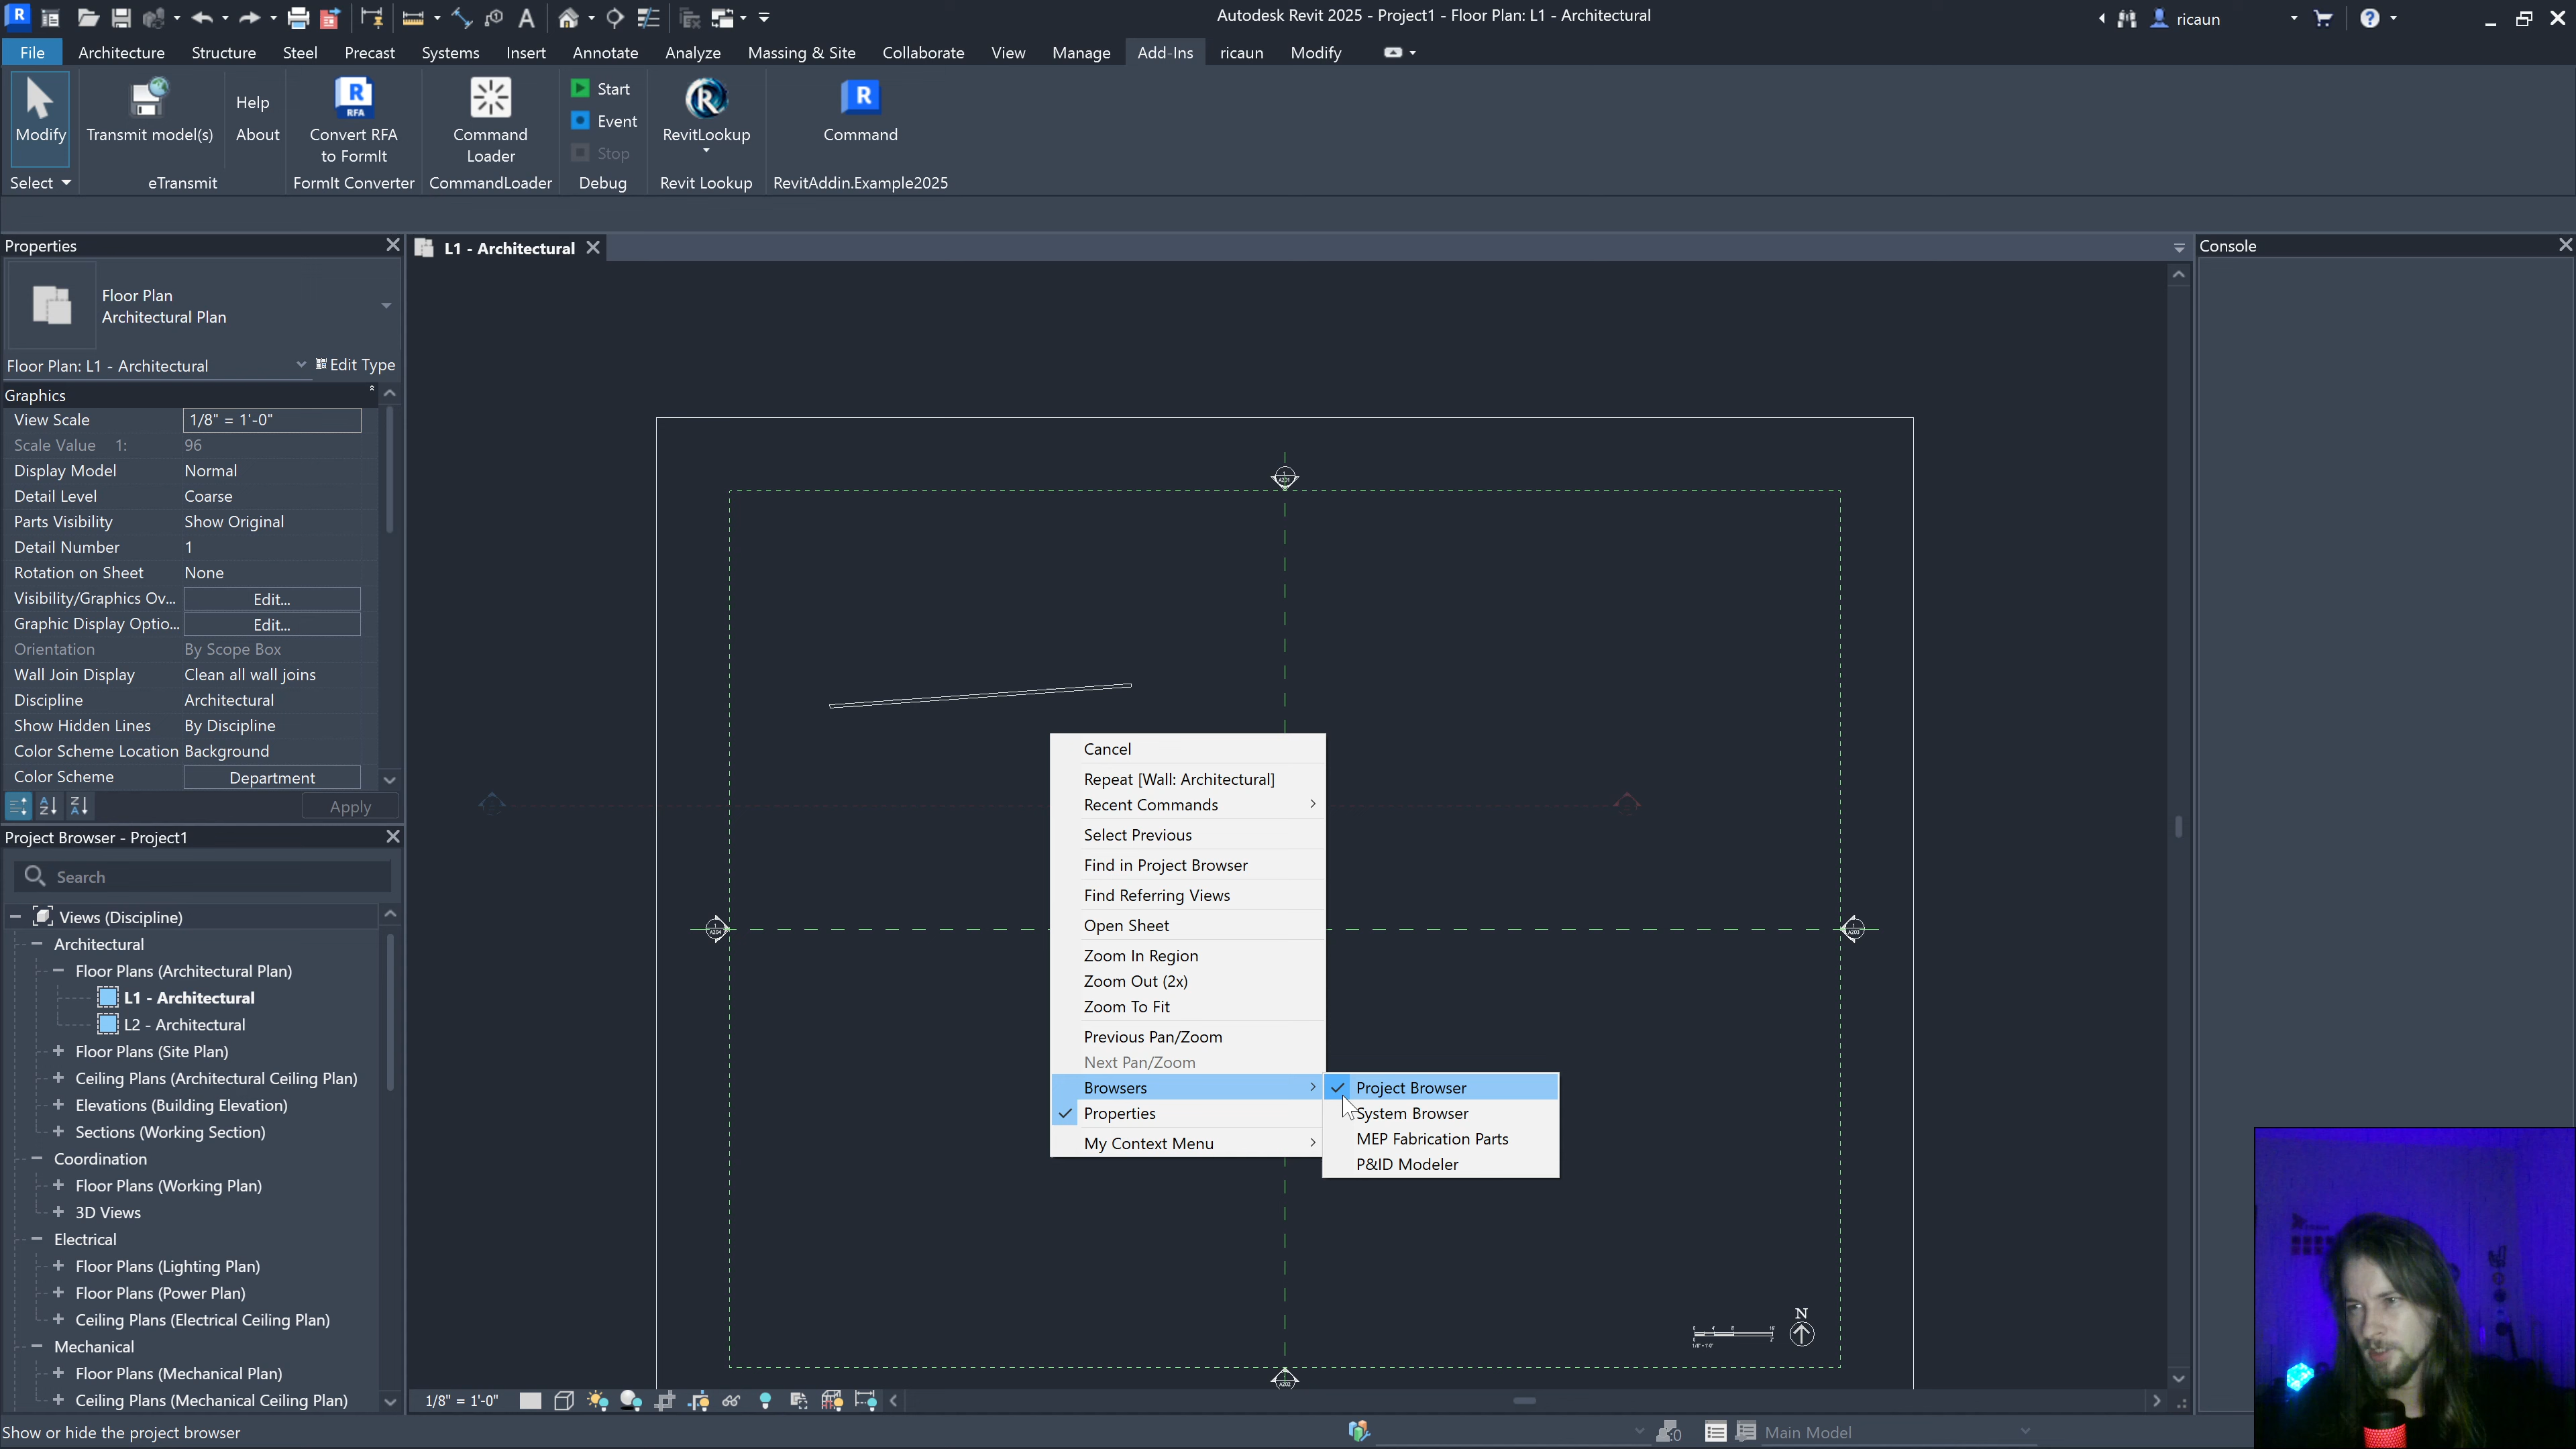 Autodesk Revit 2025 - Project1 - Floor Plan: L1 - Architectural
ricaun
File Architecture Structure Steel Precast Systems Insert Annotate Analyze Massing & Site Collaborate View Manage Add-Ins ricaun Modify
Modify
Transmit model(s)
Help
About
Convert RFA
to FormIt
Command
Loader
Start
Event
Stop
RevitLookup
Command
Select
eTransmit
FormIt Converter
CommandLoader
Debug
Revit Lookup
RevitAddin.Example2025
Properties
Floor Plan
Architectural Plan
Floor Plan: L1 - Architectural
Edit Type
Graphics
View Scale 1/8" = 1'-0"
Scale Value 1: 96
Display Model Normal
Detail Level Coarse
Parts Visibility Show Original
Detail Number 1
Rotation on Sheet None
Visibility/Graphics Ov... Edit...
Graphic Display Optio... Edit...
Orientation By Scope Box
Wall Join Display Clean all wall joins
Discipline Architectural
Show Hidden Lines By Discipline
Color Scheme Location Background
Color Scheme Department
Apply
Project Browser - Project1
Search
Views (Discipline)
Architectural
Floor Plans (Architectural Plan)
L1 - Architectural
L2 - Architectural
Floor Plans (Site Plan)
Ceiling Plans (Architectural Ceiling Plan)
Elevations (Building Elevation)
Sections (Working Section)
Coordination
Floor Plans (Working Plan)
3D Views
Electrical
Floor Plans (Lighting Plan)
Floor Plans (Power Plan)
Ceiling Plans (Electrical Ceiling Plan)
Mechanical
Floor Plans (Mechanical Plan)
Ceiling Plans (Mechanical Ceiling Plan)
Show or hide the project browser
L1 - Architectural
Cancel
Repeat [Wall: Architectural]
Recent Commands
Select Previous
Find in Project Browser
Find Referring Views
Open Sheet
Zoom In Region
Zoom Out (2x)
Zoom To Fit
Previous Pan/Zoom
Next Pan/Zoom
Browsers
Properties
My Context Menu
Project Browser
System Browser
MEP Fabrication Parts
P&ID Modeler
N
1/8" = 1'-0"
:0
Main Model
Console